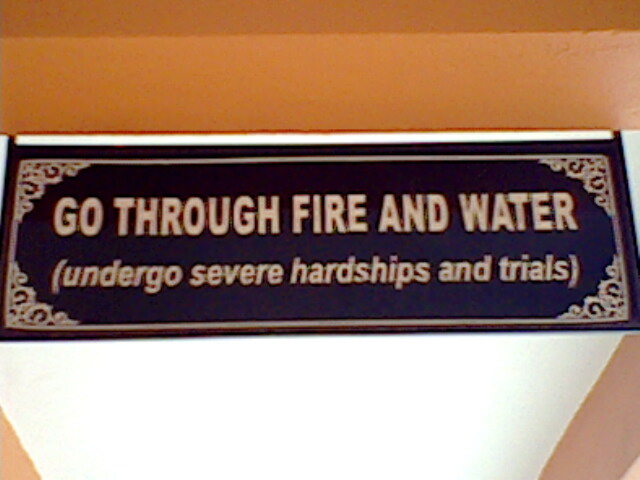 GO THROUGH FIRE AND WATER
(undergo severe hardships and trials)